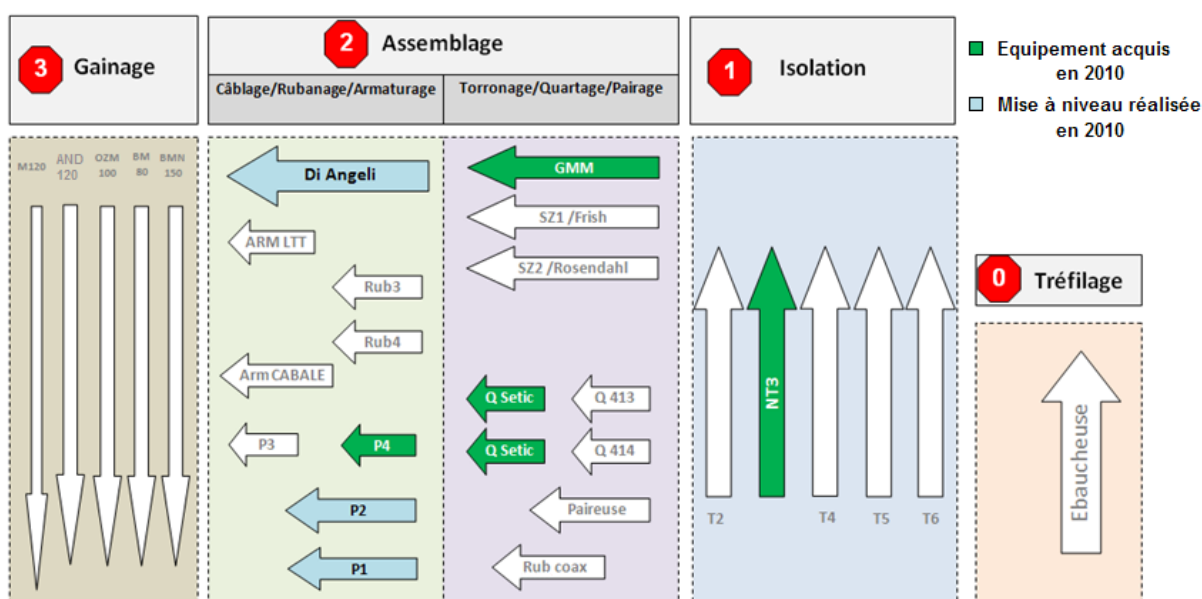 3 Gainage
2 Assemblage
Câblage/Rubanage/Armaturage
Torronage/Quartage/Pairage
1 Isolation
Equipement acquis
en 2010
Mise à niveau réalisée
en 2010
0 Tréfilage
M120
AND
120
OZM
100
BM
80
BMN
150
Di Angeli
ARM LTT
Rub3
Rub4
Arm CABALE
P3
P4
P2
P1
GMM
SZ1 /Frish
SZ2 /Rosendahl
Q Setic
Q 413
Q Setic
Q 414
Paireuse
Rub coax
T2
NT3
T4
T5
T6
Ebaucheuse